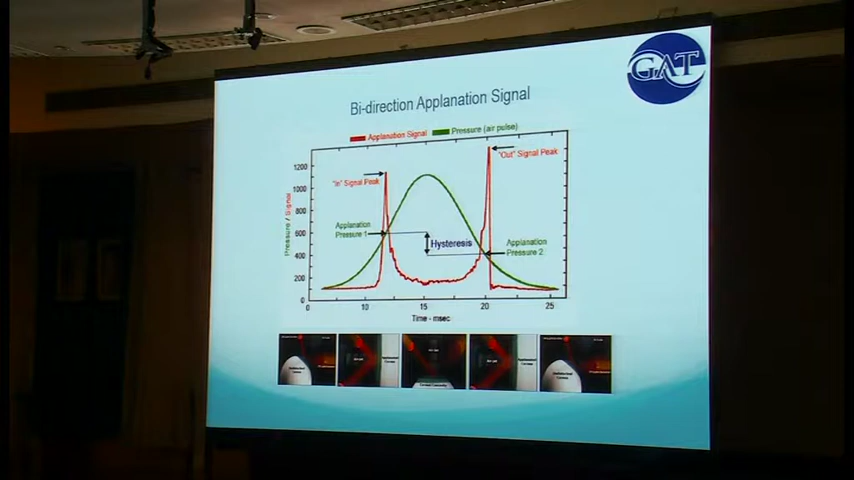 GAT
Bi-direction Applanation Signal
Applanation Signal
Pressure (air pulse)
"In" Signal Peak
"Out" Signal Peak
Applanation
Pressure 1
Hysteresis
Applanation
Pressure 2
Pressure / Signal
1200
1000
800
600
400
200
0
0
10
15
20
25
Time - msec